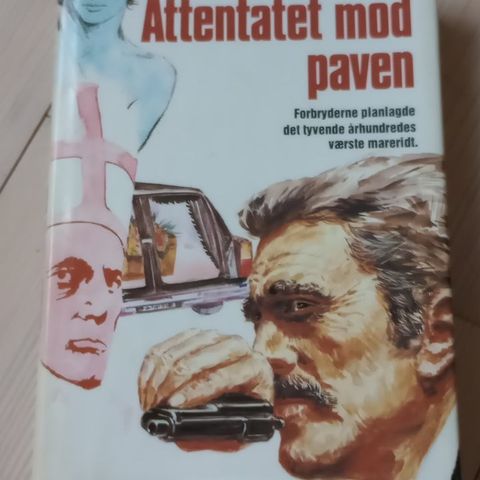 Attentatet mod
paven
Forbryderne planlagde
det tyvende århundredes
værste mareridt.